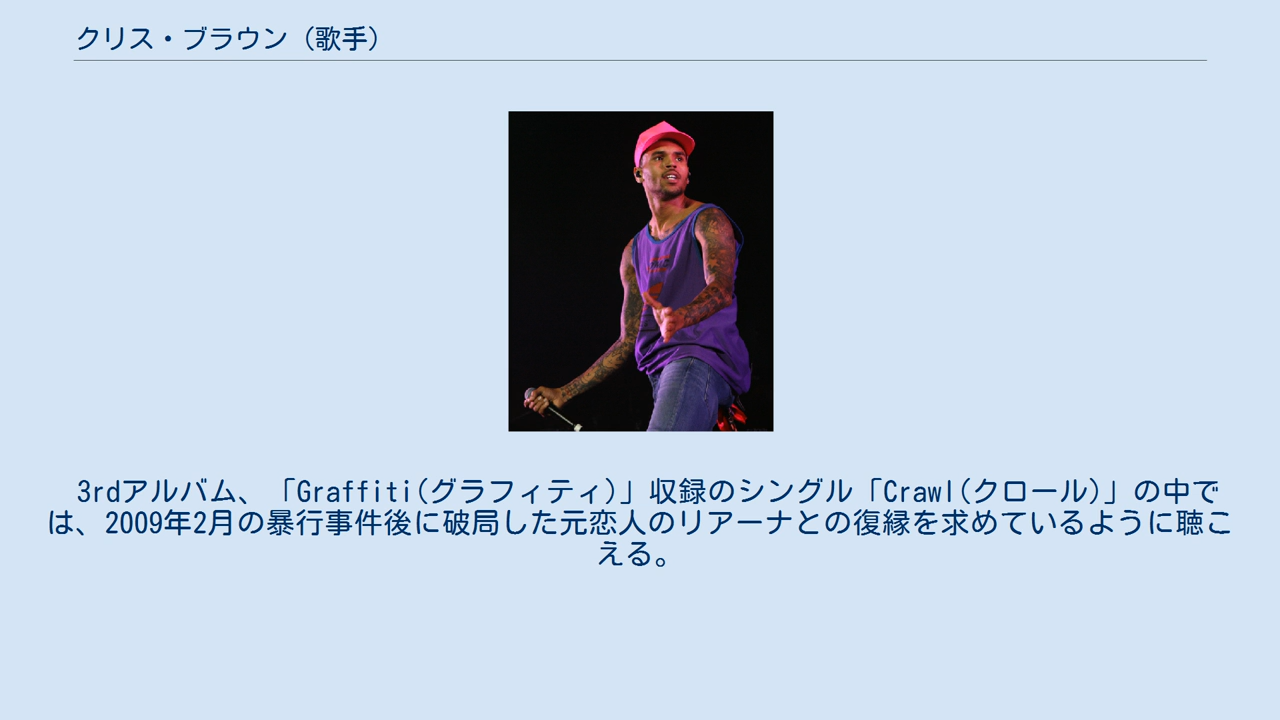 クリス・ブラウン（歌手）
3rdアルバム、「Graffiti(グラフィティ)」収録のシングル「Crawl(クロール)」の中で
は、2009年2月の暴行事件後に破局した元恋人のリアーナとの復縁を求めているように聴こ
える。